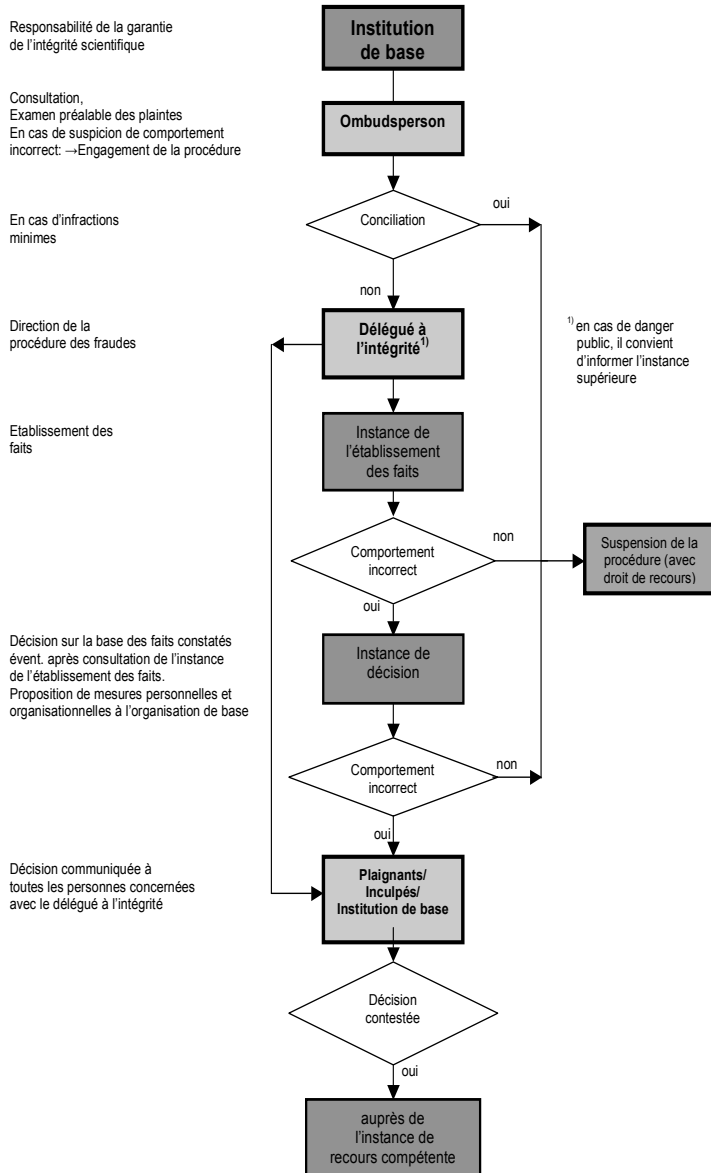 Responsabilité de la garantie
de l'intégrité scientifique
Institution
de base
Consultation,
Examen préalable des plaintes
En cas de suspicion de comportement
incorrect: →Engagement de la procédure
Ombudsperson
En cas d'infractions
minimes
Conciliation
oui
non
Direction de la
procédure des fraudes
Délégué à
l'intégrité¹⁾
¹⁾ en cas de danger
public, il convient
d'informer l'instance
supérieure
Etablissement des
faits
Instance de
l'établissement
des faits
Comportement
incorrect
non
Suspension de la
procédure (avec
droit de recours)
oui
Décision sur la base des faits constatés
évent. après consultation de l'instance
de l'établissement des faits.
Proposition de mesures personnelles et
organisationnelles à l'organisation de base
Instance de
décision
Comportement
incorrect
non
oui
Décision communiquée à
toutes les personnes concernées
avec le délégué à l'intégrité
Plaignants/
Inculpés/
Institution de base
Décision
contestée
oui
auprès de
l'instance de
recours compétente